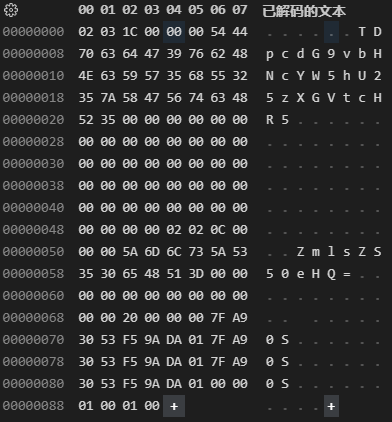 00 01 02 03 04 05 06 07 已解码的文本
00000000 02 03 1C 00 00 00 54 44 . . . . . . T D
00000008 70 63 64 47 39 76 62 48 p c d G 9 v b H
00000010 4E 63 59 57 35 68 55 32 N c Y W 5 h U 2
00000018 35 7A 58 47 56 74 63 48 5 z X G V t c H
00000020 52 35 00 00 00 00 00 00 R 5 . . . . . .
00000028 00 00 00 00 00 00 00 00 . . . . . . . .
00000030 00 00 00 00 00 00 00 00 . . . . . . . .
00000038 00 00 00 00 00 00 00 00 . . . . . . . .
00000040 00 00 00 00 00 00 00 00 . . . . . . . .
00000048 00 00 00 00 02 02 0C 00 . . . . . . . .
00000050 00 00 5A 6D 6C 73 5A 53 . . Z m l s Z S
00000058 35 30 65 48 51 3D 00 00 5 0 e H Q = . .
00000060 00 00 00 00 00 00 00 00 . . . . . . . .
00000068 00 00 20 00 00 00 7F A9 . .   . . . . .
00000070 30 53 F5 9A DA 01 7F A9 0 S . . . . . .
00000078 30 53 F5 9A DA 01 7F A9 0 S . . . . . .
00000080 30 53 F5 9A DA 01 00 00 0 S . . . . . .
00000088 01 00 01 00 + . . . . +